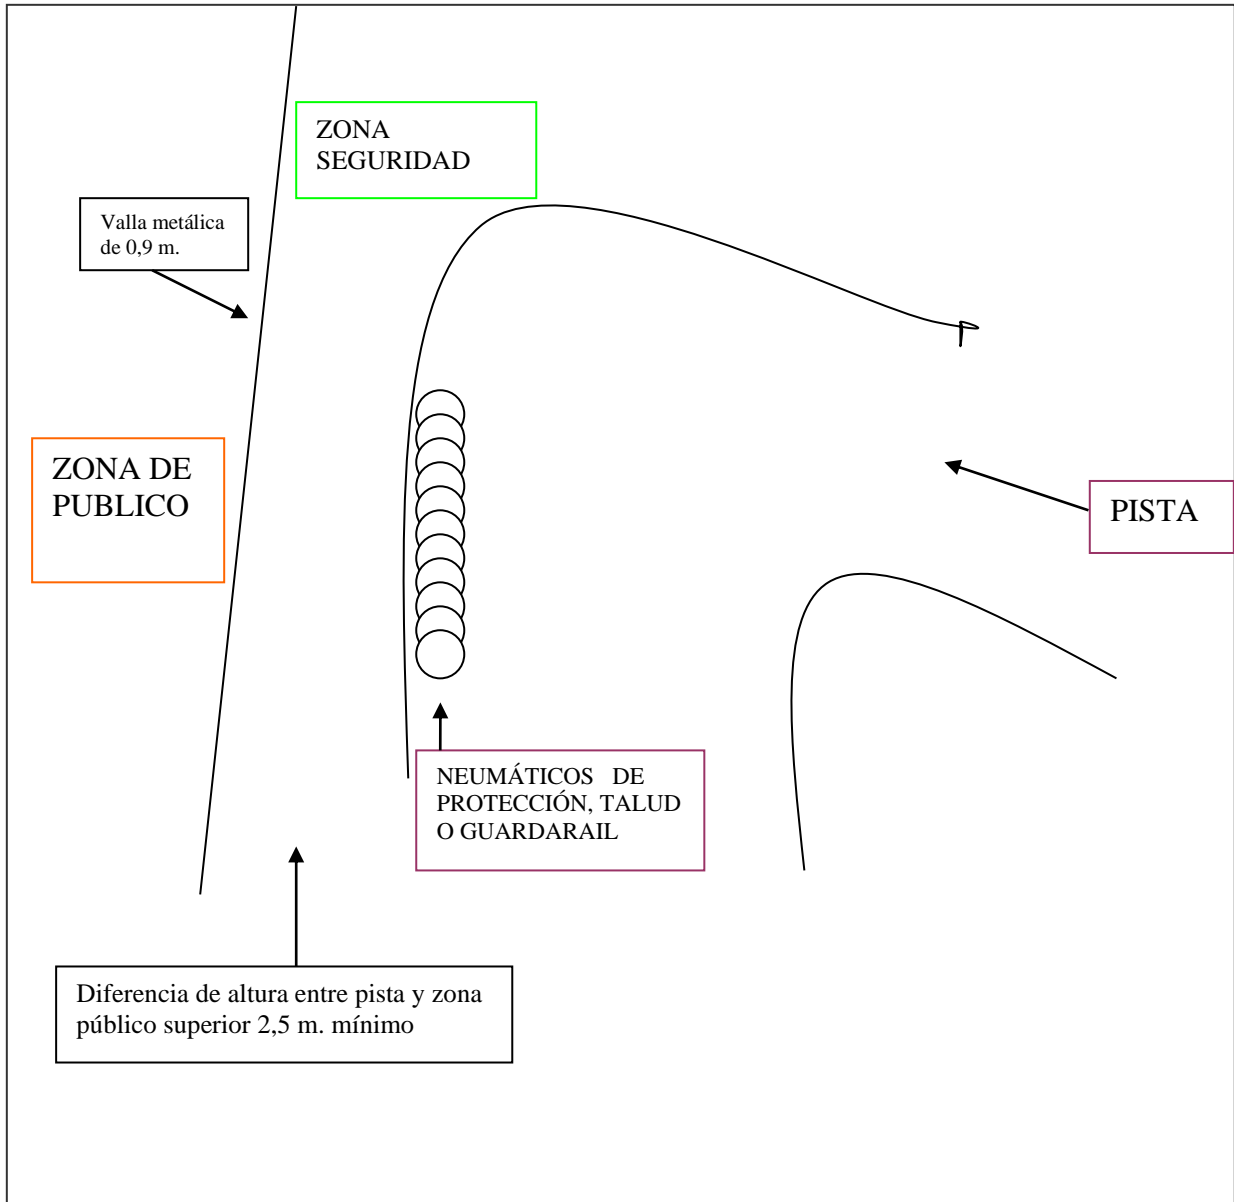 ZONA
SEGURIDAD
Valla metálica
de 0,9 m.
ZONA DE
PUBLICO
PISTA
NEUMÁTICOS DE
PROTECCIÓN, TALUD
O GUARDARAIL
Diferencia de altura entre pista y zona
público superior 2,5 m. mínimo